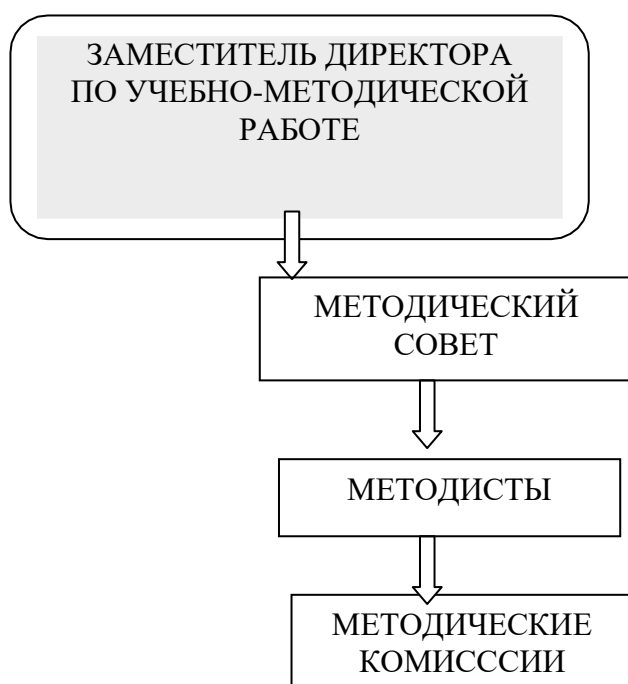 ЗАМЕСТИТЕЛЬ ДИРЕКТОРА
ПО УЧЕБНО-МЕТОДИЧЕСКОЙ
РАБОТЕ
МЕТОДИЧЕСКИЙ
СОВЕТ
МЕТОДИСТЫ
МЕТОДИЧЕСКИЕ
КОМИСССИИ